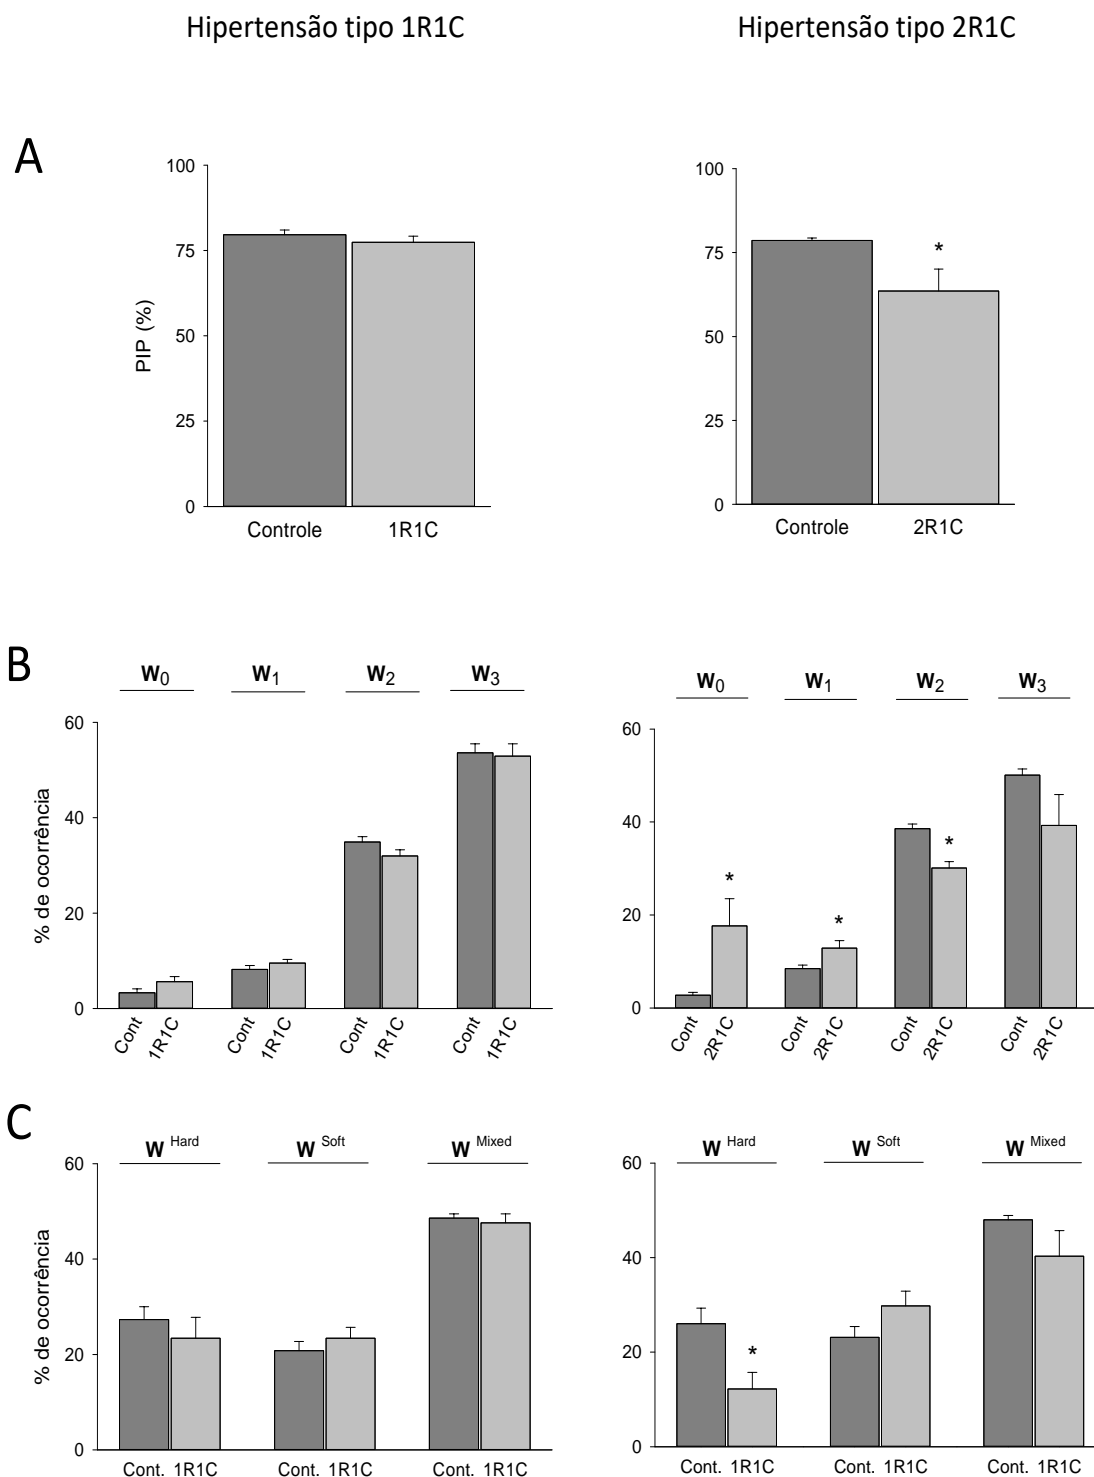 Hipertensão tipo 1R1C
Hipertensão tipo 2R1C
A
100
75
50
25
0
PIP (%)
Controle
1R1C
100
75
50
25
0
*
Controle
2R1C
B
W0 W1 W2 W3
60
40
20
0
% de ocorrência
Cont 1R1C Cont 1R1C Cont 1R1C Cont 1R1C
W0 W1 W2 W3
60
40
20
0
* * *
Cont 2R1C Cont 2R1C Cont 2R1C Cont 2R1C
C
W Hard W Soft W Mixed
60
40
20
0
% de ocorrência
Cont. 1R1C Cont. 1R1C Cont. 1R1C
W Hard W Soft W Mixed
60
40
20
0
*
Cont. 1R1C Cont. 1R1C Cont. 1R1C